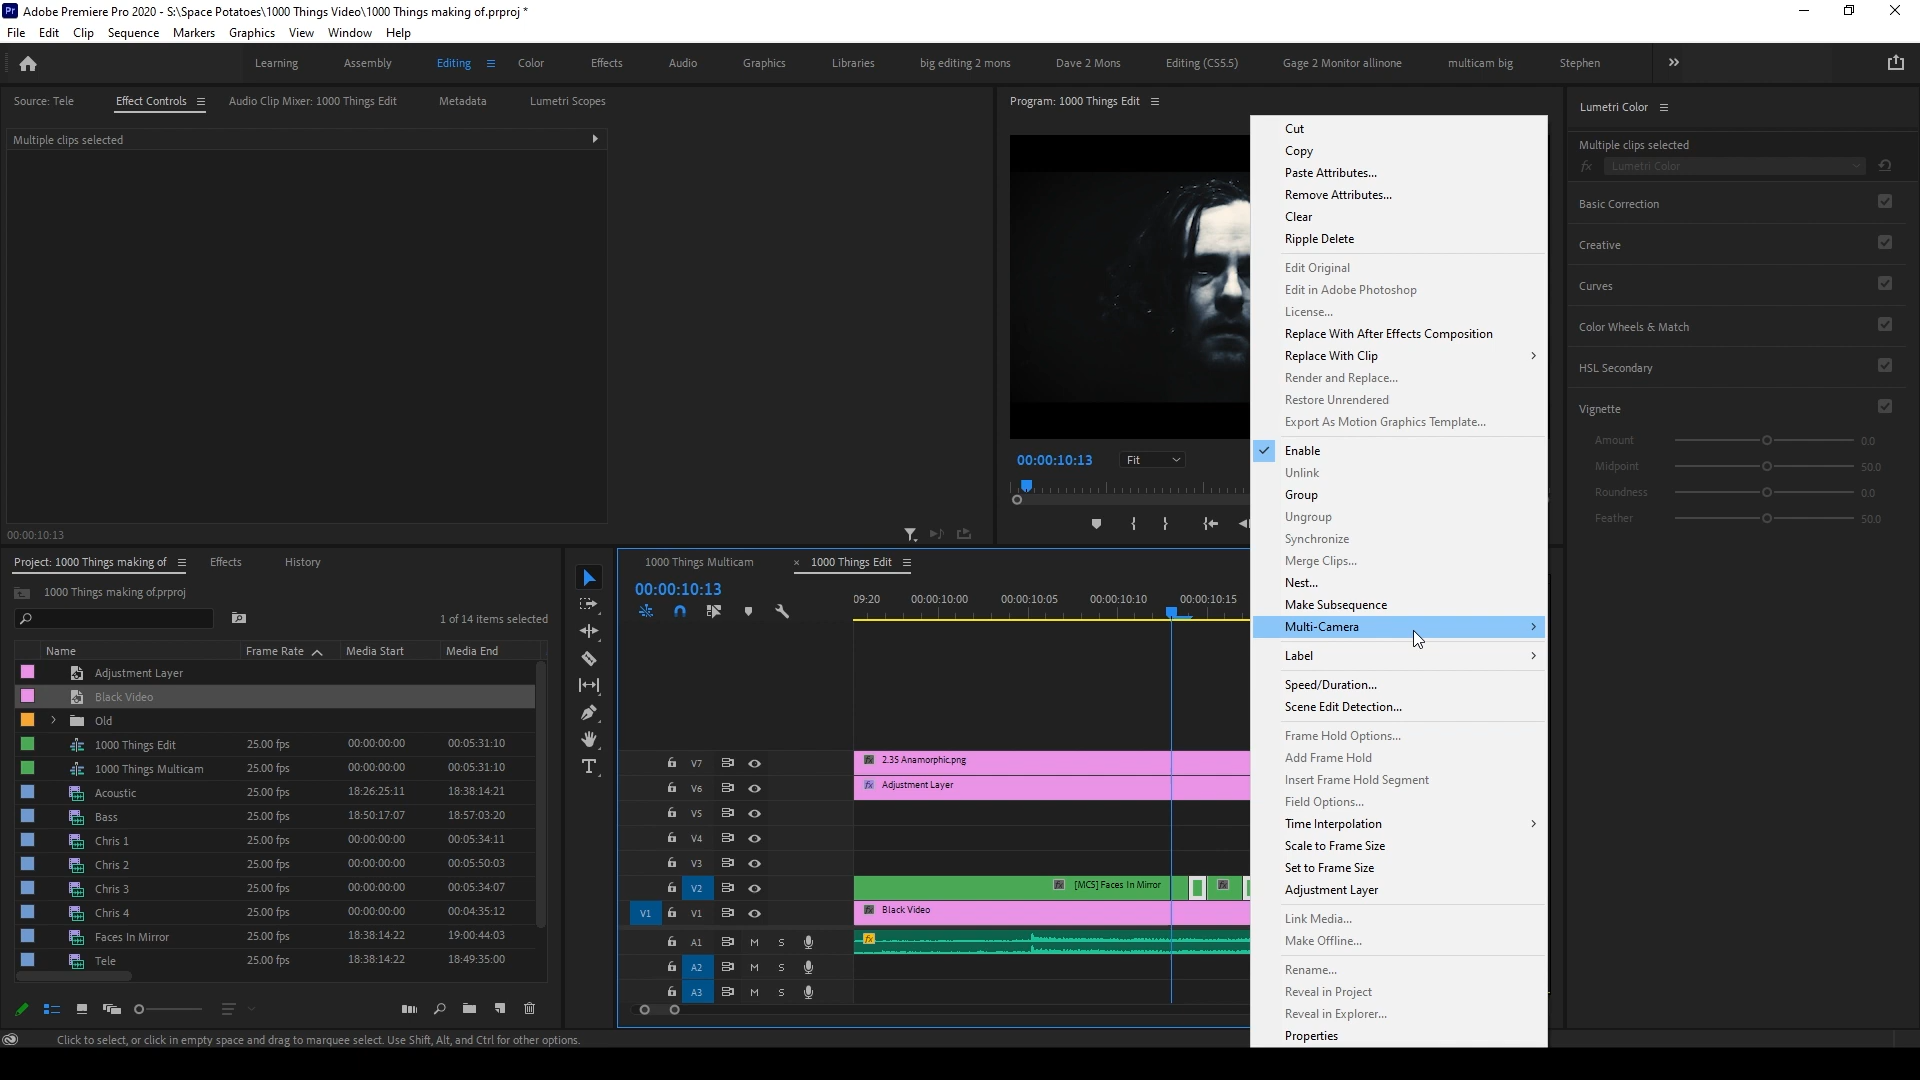 Pr Adobe Premiere Pro 2020 - S:\Space Potatoes\1000 Things Video\1000 Things making of.prproj *
File Edit Clip Sequence Markers Graphics View Window Help
Learning Assembly Editing Color Effects Audio Graphics Libraries big editing 2 mons Dave 2 Mons Editing (CS5.5) Gage 2 Monitor allinone multicam big Stephen
Source: Tele Effect Controls Audio Clip Mixer: 1000 Things Edit Metadata Lumetri Scopes
Multiple clips selected
00:00:10:13
Program: 1000 Things Edit
00:00:10:13 Fit
Cut
Copy
Paste Attributes...
Remove Attributes...
Clear
Ripple Delete
Edit Original
Edit in Adobe Photoshop
License...
Replace With After Effects Composition
Replace With Clip
Render and Replace...
Restore Unrendered
Export As Motion Graphics Template...
Enable
Unlink
Group
Ungroup
Synchronize
Merge Clips...
Nest...
Make Subsequence
Multi-Camera
Label
Speed/Duration...
Scene Edit Detection...
Frame Hold Options...
Add Frame Hold
Insert Frame Hold Segment
Field Options...
Time Interpolation
Scale to Frame Size
Set to Frame Size
Adjustment Layer
Link Media...
Make Offline...
Rename...
Reveal in Project
Reveal in Explorer...
Properties
Lumetri Color
Multiple clips selected
fx Lumetri Color
Basic Correction
Creative
Curves
Color Wheels & Match
HSL Secondary
Vignette
Amount 0.0
Midpoint 50.0
Roundness 0.0
Feather 50.0
Project: 1000 Things making of Effects History
1000 Things making of.prproj
1 of 14 items selected
Name Frame Rate Media Start Media End
Adjustment Layer
Black Video
Old
1000 Things Edit 25.00 fps 00:00:00:00 00:05:31:10
1000 Things Multicam 25.00 fps 00:00:00:00 00:05:31:10
Acoustic 25.00 fps 18:26:25:11 18:38:14:21
Bass 25.00 fps 18:50:17:07 18:57:03:20
Chris 1 25.00 fps 00:00:00:00 00:05:34:11
Chris 2 25.00 fps 00:00:00:00 00:05:50:03
Chris 3 25.00 fps 00:00:00:00 00:05:34:07
Chris 4 25.00 fps 00:00:00:00 00:04:35:12
Faces In Mirror 25.00 fps 18:38:14:22 19:00:44:03
Tele 25.00 fps 18:38:14:22 18:49:35:00
1000 Things Multicam × 1000 Things Edit
00:00:10:13
09:20 00:00:10:00 00:00:10:05 00:00:10:10 00:00:10:15
V7 fx 2.35 Anamorphic.png
V6 fx Adjustment Layer
V5
V4
V3
V2 fx [MC5] Faces In Mirror fx
V1 V1 fx Black Video
A1 M S fx
A2 M S
A3 M S
Click to select, or click in empty space and drag to marquee select. Use Shift, Alt, and Ctrl for other options.